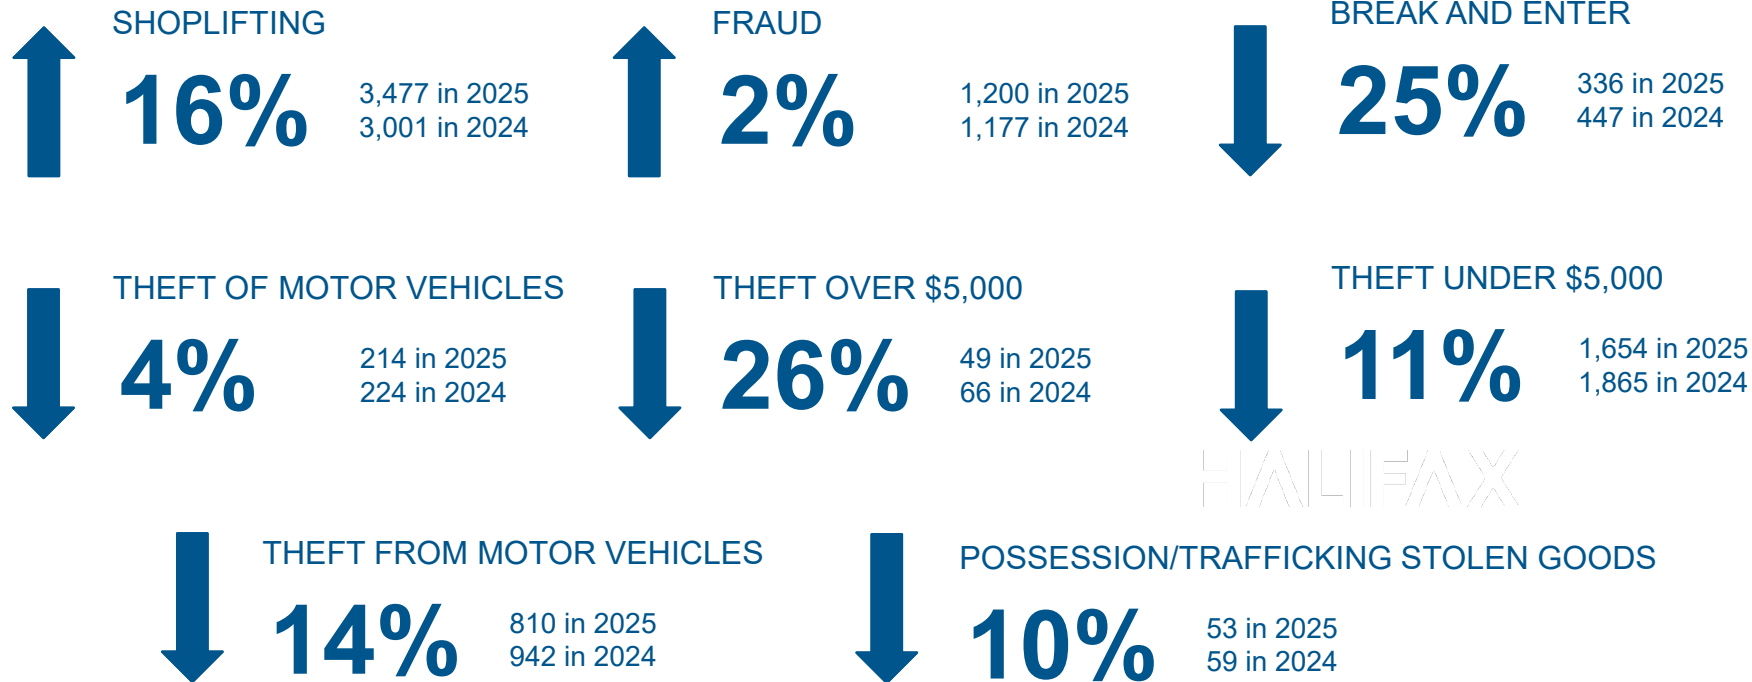 SHOPLIFTING
16%
3,477 in 2025
3,001 in 2024
FRAUD
2%
1,200 in 2025
1,177 in 2024
BREAK AND ENTER
25%
336 in 2025
447 in 2024
THEFT OF MOTOR VEHICLES
4%
214 in 2025
224 in 2024
THEFT OVER $5,000
26%
49 in 2025
66 in 2024
THEFT UNDER $5,000
11%
1,654 in 2025
1,865 in 2024
HALIFAX
THEFT FROM MOTOR VEHICLES
14%
810 in 2025
942 in 2024
POSSESSION/TRAFFICKING STOLEN GOODS
10%
53 in 2025
59 in 2024